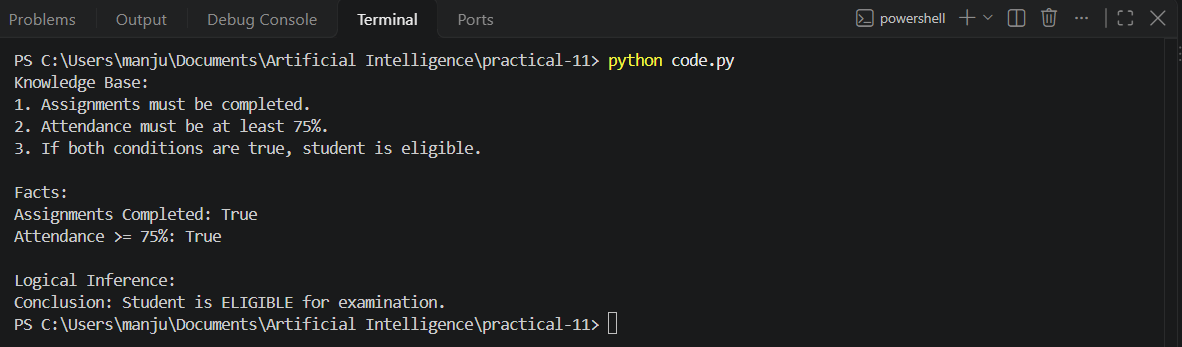 Problems Output Debug Console Terminal Ports powershell
PS C:\Users\manju\Documents\Artificial Intelligence\practical-11> python code.py
Knowledge Base:
1. Assignments must be completed.
2. Attendance must be at least 75%.
3. If both conditions are true, student is eligible.

Facts:
Assignments Completed: True
Attendance >= 75%: True

Logical Inference:
Conclusion: Student is ELIGIBLE for examination.
PS C:\Users\manju\Documents\Artificial Intelligence\practical-11>